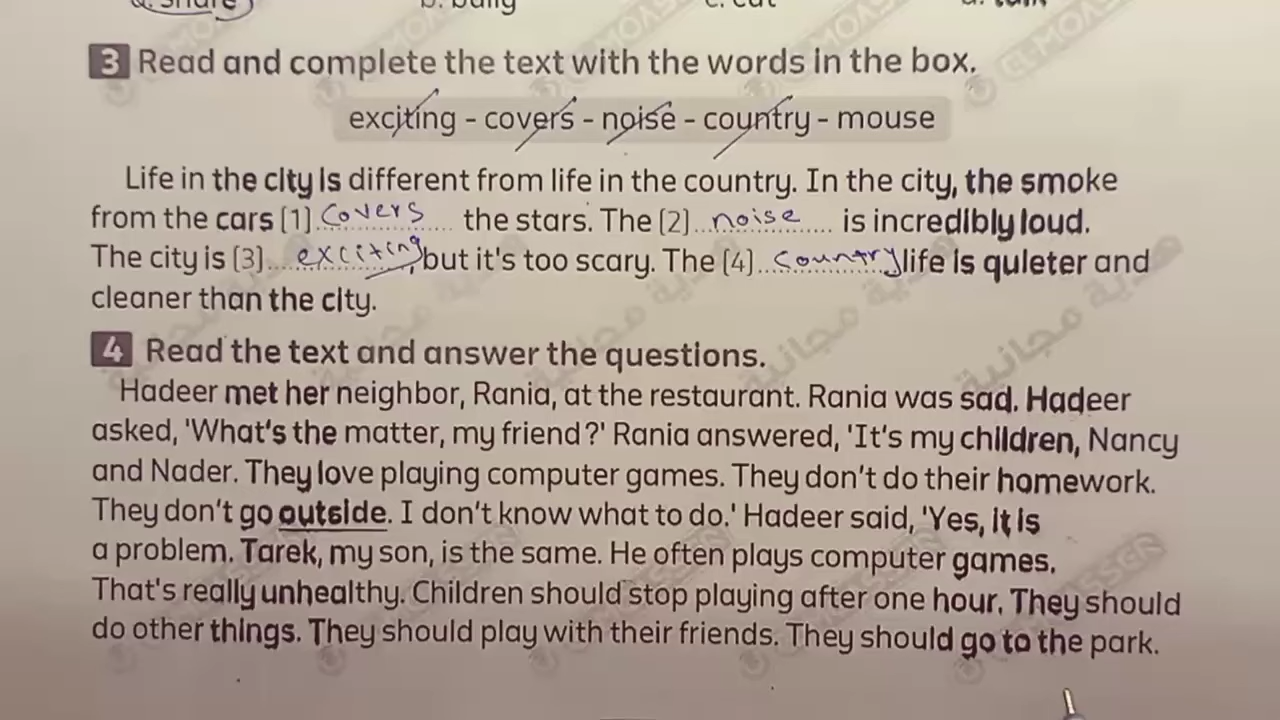 a. share b. bully c. cut d. talk
3 Read and complete the text with the words in the box.
exciting - covers - noise - country - mouse
Life in the city is different from life in the country. In the city, the smoke
from the cars (1) covers the stars. The (2) noise is incredibly loud.
The city is (3) exciting, but it's too scary. The (4) country life is quieter and
cleaner than the city.
4 Read the text and answer the questions.
Hadeer met her neighbor, Rania, at the restaurant. Rania was sad. Hadeer
asked, 'What's the matter, my friend?' Rania answered, 'It's my children, Nancy
and Nader. They love playing computer games. They don't do their homework.
They don't go outside. I don't know what to do.' Hadeer said, 'Yes, it is
a problem. Tarek, my son, is the same. He often plays computer games.
That's really unhealthy. Children should stop playing after one hour. They should
do other things. They should play with their friends. They should go to the park.